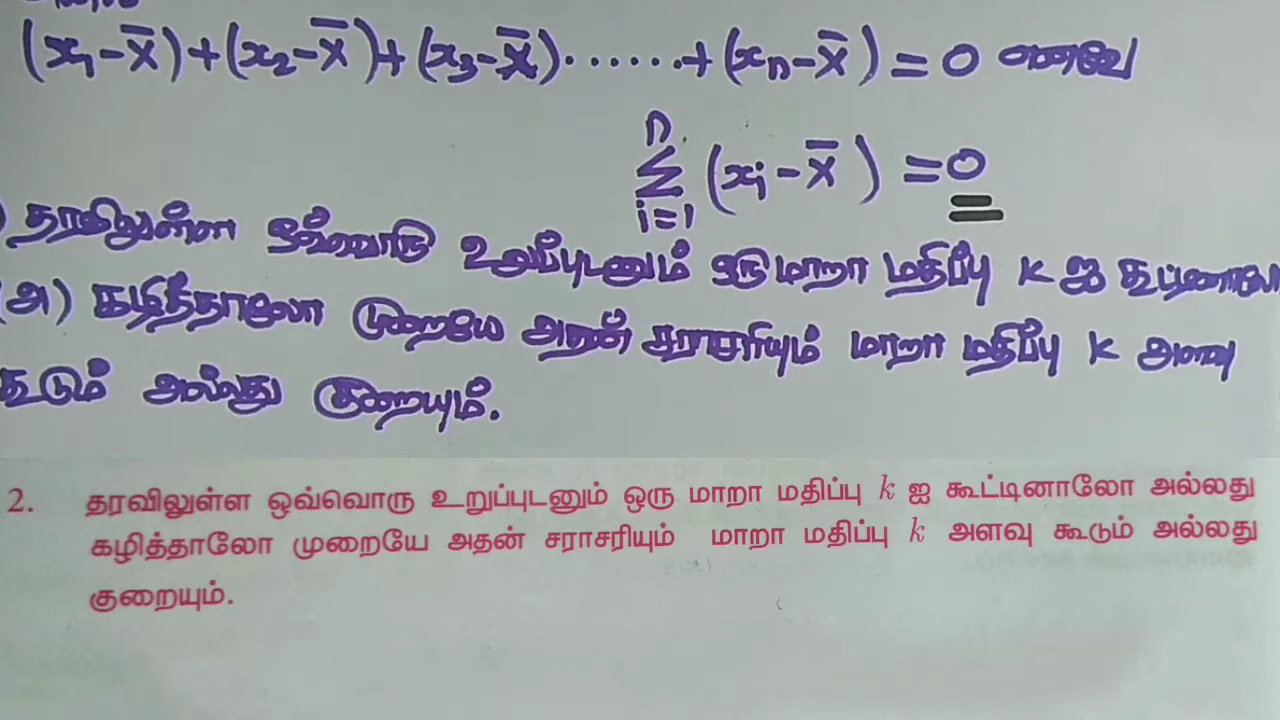 (x₁-x̄)+(x₂-x̄)+(x₃-x̄)......+(xₙ-x̄)=0 எனவே
n
Σ (xᵢ-x̄)=0
i=1
தரவிலுள்ள ஒவ்வொரு உறுப்புடனும் ஒரு மாறா மதிப்பு k ஐ கூட்டினாலோ
(அ) கழித்தாலோ முறையே அதன் சராசரியும் மாறா மதிப்பு k அளவு
கூடும் அல்லது குறையும்.
2. தரவிலுள்ள ஒவ்வொரு உறுப்புடனும் ஒரு மாறா மதிப்பு k ஐ கூட்டினாலோ அல்லது
கழித்தாலோ முறையே அதன் சராசரியும் மாறா மதிப்பு k அளவு கூடும் அல்லது
குறையும்.